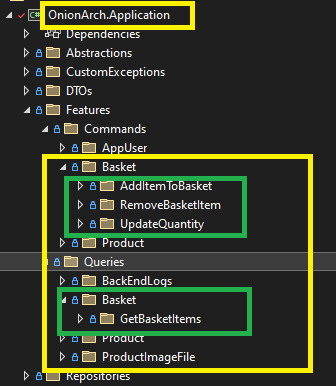 C# OnionArch.Application
Dependencies
Abstractions
CustomExceptions
DTOs
Features
Commands
AppUser
Basket
AddItemToBasket
RemoveBasketItem
UpdateQuantity
Product
Queries
BackEndLogs
Basket
GetBasketItems
Product
ProductImageFile
Repositories